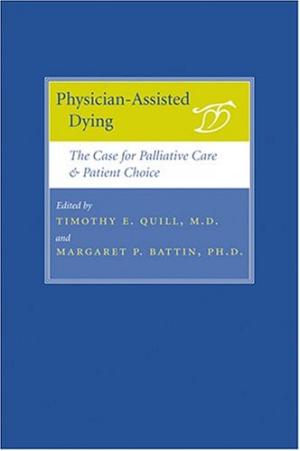 Physician-Assisted
Dying
The Case for Palliative Care
& Patient Choice
Edited by
TIMOTHY E. QUILL, M.D.
and
MARGARET P. BATTIN, PH.D.